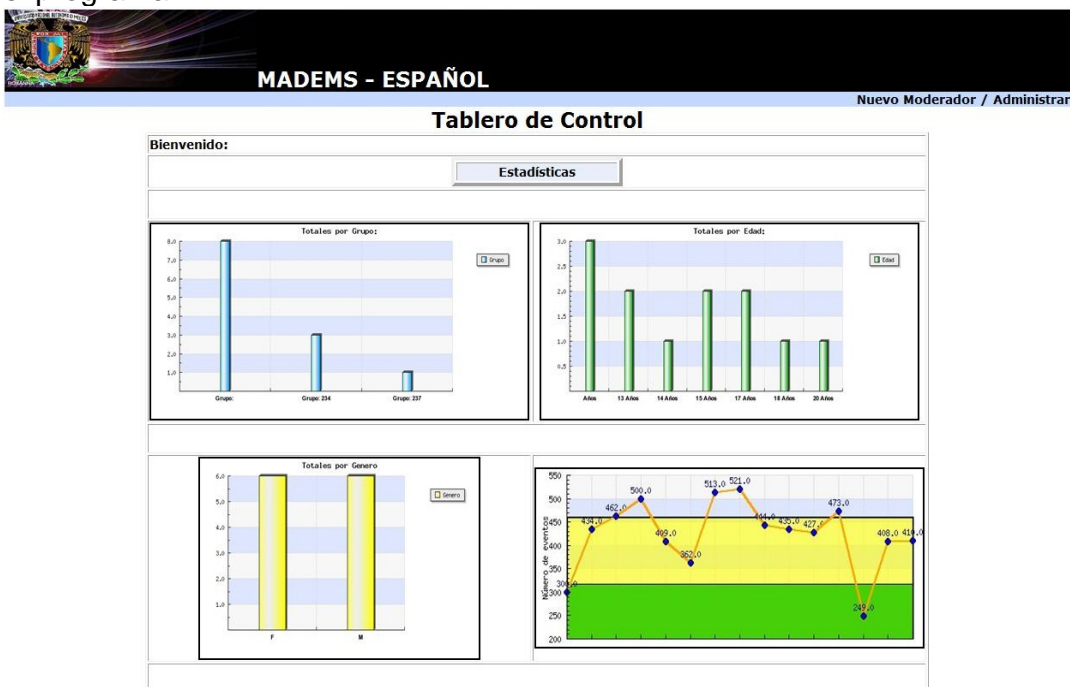 MADEMS - ESPAÑOL
Nuevo Moderador / Administrar
Tablero de Control
Bienvenido:
Estadísticas
Totales por Grupo:
8.0
7.0
6.0
5.0
4.0
3.0
2.0
1.0
Grupo
Grupo: Grupo: 234 Grupo: 237
Totales por Edad:
3.0
2.5
2.0
1.5
1.0
0.5
Edad
Años 13 Años 14 Años 15 Años 17 Años 18 Años 20 Años
Totales por Genero
6.0
5.0
4.0
3.0
2.0
1.0
Genero
F M
Número de eventos
550
500
450
400
350
300
250
200
434.0 462.0 500.0 409.0 362.0 513.0 521.0 444.0 435.0 427. 473.0 249.0 408.0 410.0